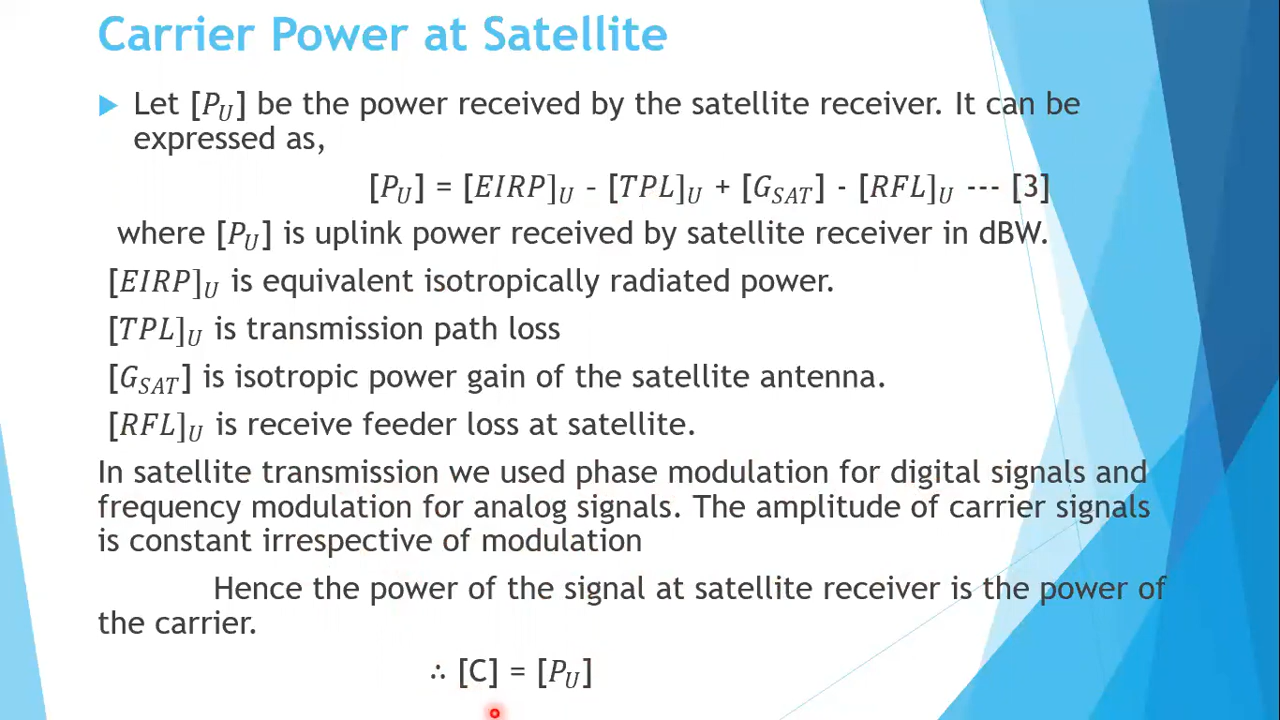 Carrier Power at Satellite
Let [P_U] be the power received by the satellite receiver. It can be
expressed as,
[P_U] = [EIRP]_U – [TPL]_U + [G_SAT] - [RFL]_U --- [3]
where [P_U] is uplink power received by satellite receiver in dBW.
[EIRP]_U is equivalent isotropically radiated power.
[TPL]_U is transmission path loss
[G_SAT] is isotropic power gain of the satellite antenna.
[RFL]_U is receive feeder loss at satellite.
In satellite transmission we used phase modulation for digital signals and
frequency modulation for analog signals. The amplitude of carrier signals
is constant irrespective of modulation
Hence the power of the signal at satellite receiver is the power of
the carrier.
∴ [C] = [P_U]